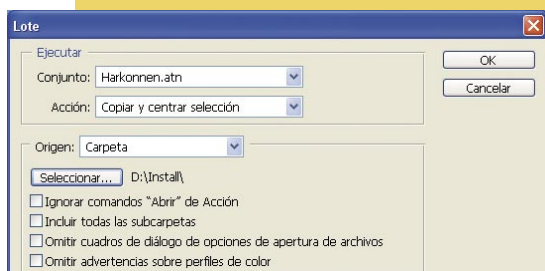 Lote
Ejecutar
Conjunto: Harkonnen.atn
Acción: Copiar y centrar selección
OK
Cancelar
Origen: Carpeta
Seleccionar... D:\Install\
Ignorar comandos "Abrir" de Acción
Incluir todas las subcarpetas
Omitir cuadros de diálogo de opciones de apertura de archivos
Omitir advertencias sobre perfiles de color